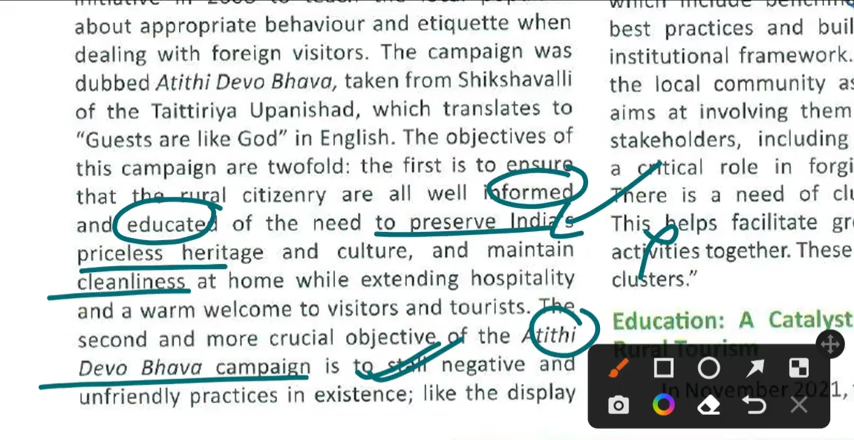 about appropriate behaviour and etiquette when
dealing with foreign visitors. The campaign was
dubbed Atithi Devo Bhava, taken from Shikshavalli
of the Taittiriya Upanishad, which translates to
“Guests are like God” in English. The objectives of
this campaign are twofold: the first is to ensure
that the rural citizenry are all well informed
and educated of the need to preserve India's
priceless heritage and culture, and maintain
cleanliness at home while extending hospitality
and a warm welcome to visitors and tourists. The
second and more crucial objective of the Atithi
Devo Bhava campaign is to stall negative and
unfriendly practices in existence; like the display
best practices and buil
institutional framework.
the local community as
aims at involving them
stakeholders, including
a critical role in forgi
There is a need of clu
This helps facilitate gr
activities together. These
clusters.”
Education: A Catalyst
Rural Tourism
In November 2021,